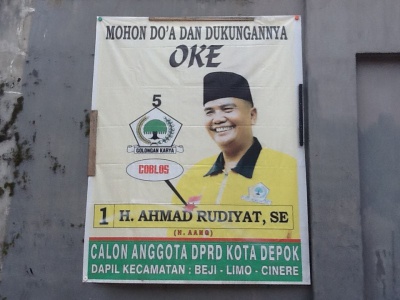 MOHON DO'A DAN DUKUNGANNYA
OKE
5
GOLONGAN KARYA
COBLOS
1 H. AHMAD RUDIYAT, SE
(H. AANG)
CALON ANGGOTA DPRD KOTA DEPOK
DAPIL KECAMATAN : BEJI - LIMO - CINERE